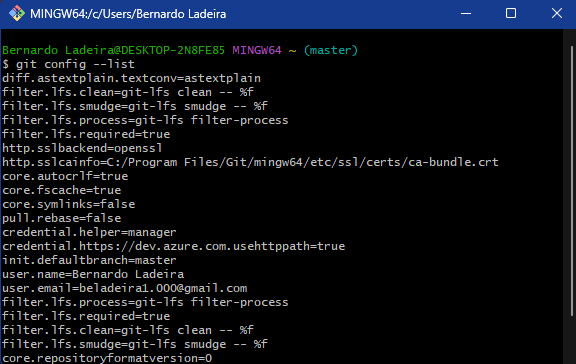 MINGW64:/c/Users/Bernardo Ladeira
Bernardo Ladeira@DESKTOP-2N8FE85 MINGW64 ~ (master)
$ git config --list
diff.astextplain.textconv=astextplain
filter.lfs.clean=git-lfs clean -- %f
filter.lfs.smudge=git-lfs smudge -- %f
filter.lfs.process=git-lfs filter-process
filter.lfs.required=true
http.sslbackend=openssl
http.sslcainfo=C:/Program Files/Git/mingw64/etc/ssl/certs/ca-bundle.crt
core.autocrlf=true
core.fscache=true
core.symlinks=false
pull.rebase=false
credential.helper=manager
credential.https://dev.azure.com.usehttppath=true
init.defaultbranch=master
user.name=Bernardo Ladeira
user.email=beladeira1.000@gmail.com
filter.lfs.process=git-lfs filter-process
filter.lfs.required=true
filter.lfs.clean=git-lfs clean -- %f
filter.lfs.smudge=git-lfs smudge -- %f
core.repositoryformatversion=0